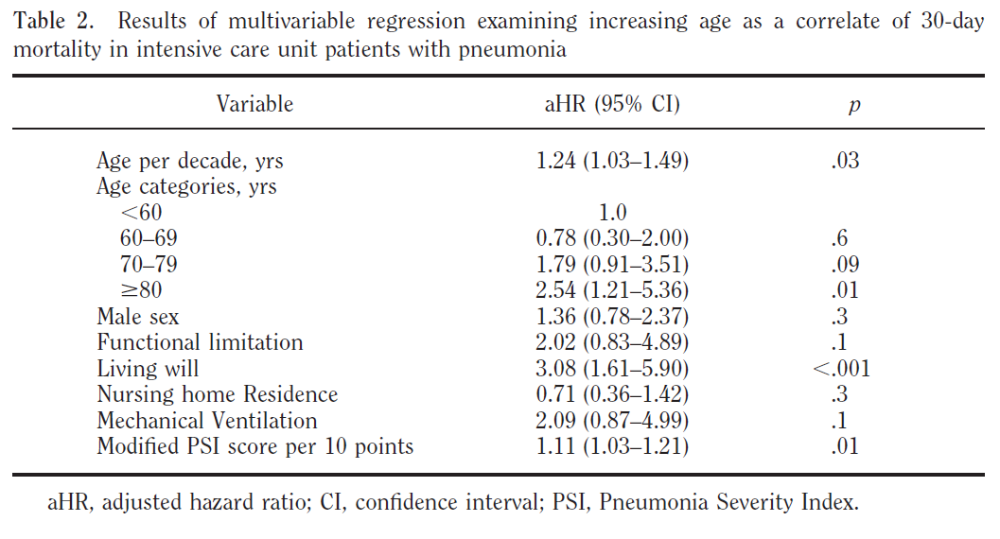 Table 2. Results of multivariable regression examining increasing age as a correlate of 30-day
mortality in intensive care unit patients with pneumonia
Variable aHR (95% CI) p
Age per decade, yrs 1.24 (1.03–1.49) .03
Age categories, yrs
<60 1.0
60–69 0.78 (0.30–2.00) .6
70–79 1.79 (0.91–3.51) .09
≥80 2.54 (1.21–5.36) .01
Male sex 1.36 (0.78–2.37) .3
Functional limitation 2.02 (0.83–4.89) .1
Living will 3.08 (1.61–5.90) <.001
Nursing home Residence 0.71 (0.36–1.42) .3
Mechanical Ventilation 2.09 (0.87–4.99) .1
Modified PSI score per 10 points 1.11 (1.03–1.21) .01
aHR, adjusted hazard ratio; CI, confidence interval; PSI, Pneumonia Severity Index.